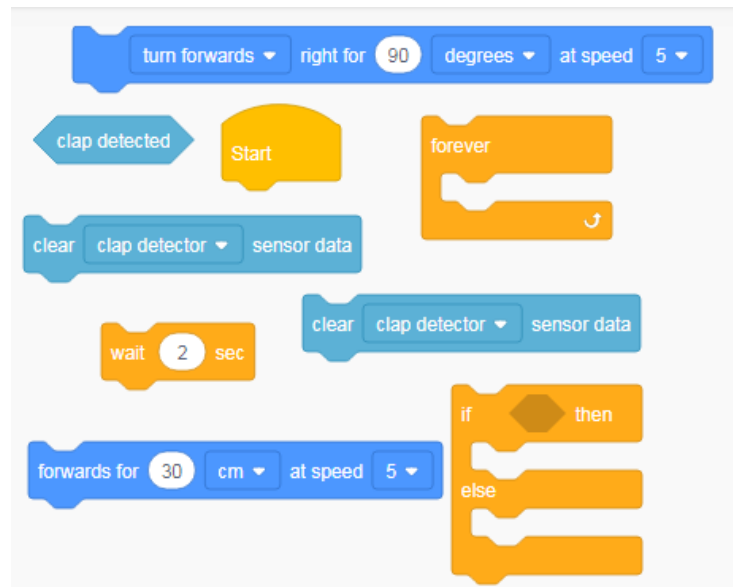 turn forwards right for 90 degrees at speed 5
clap detected
Start
forever
clear clap detector sensor data
clear clap detector sensor data
wait 2 sec
if then
forwards for 30 cm at speed 5
else